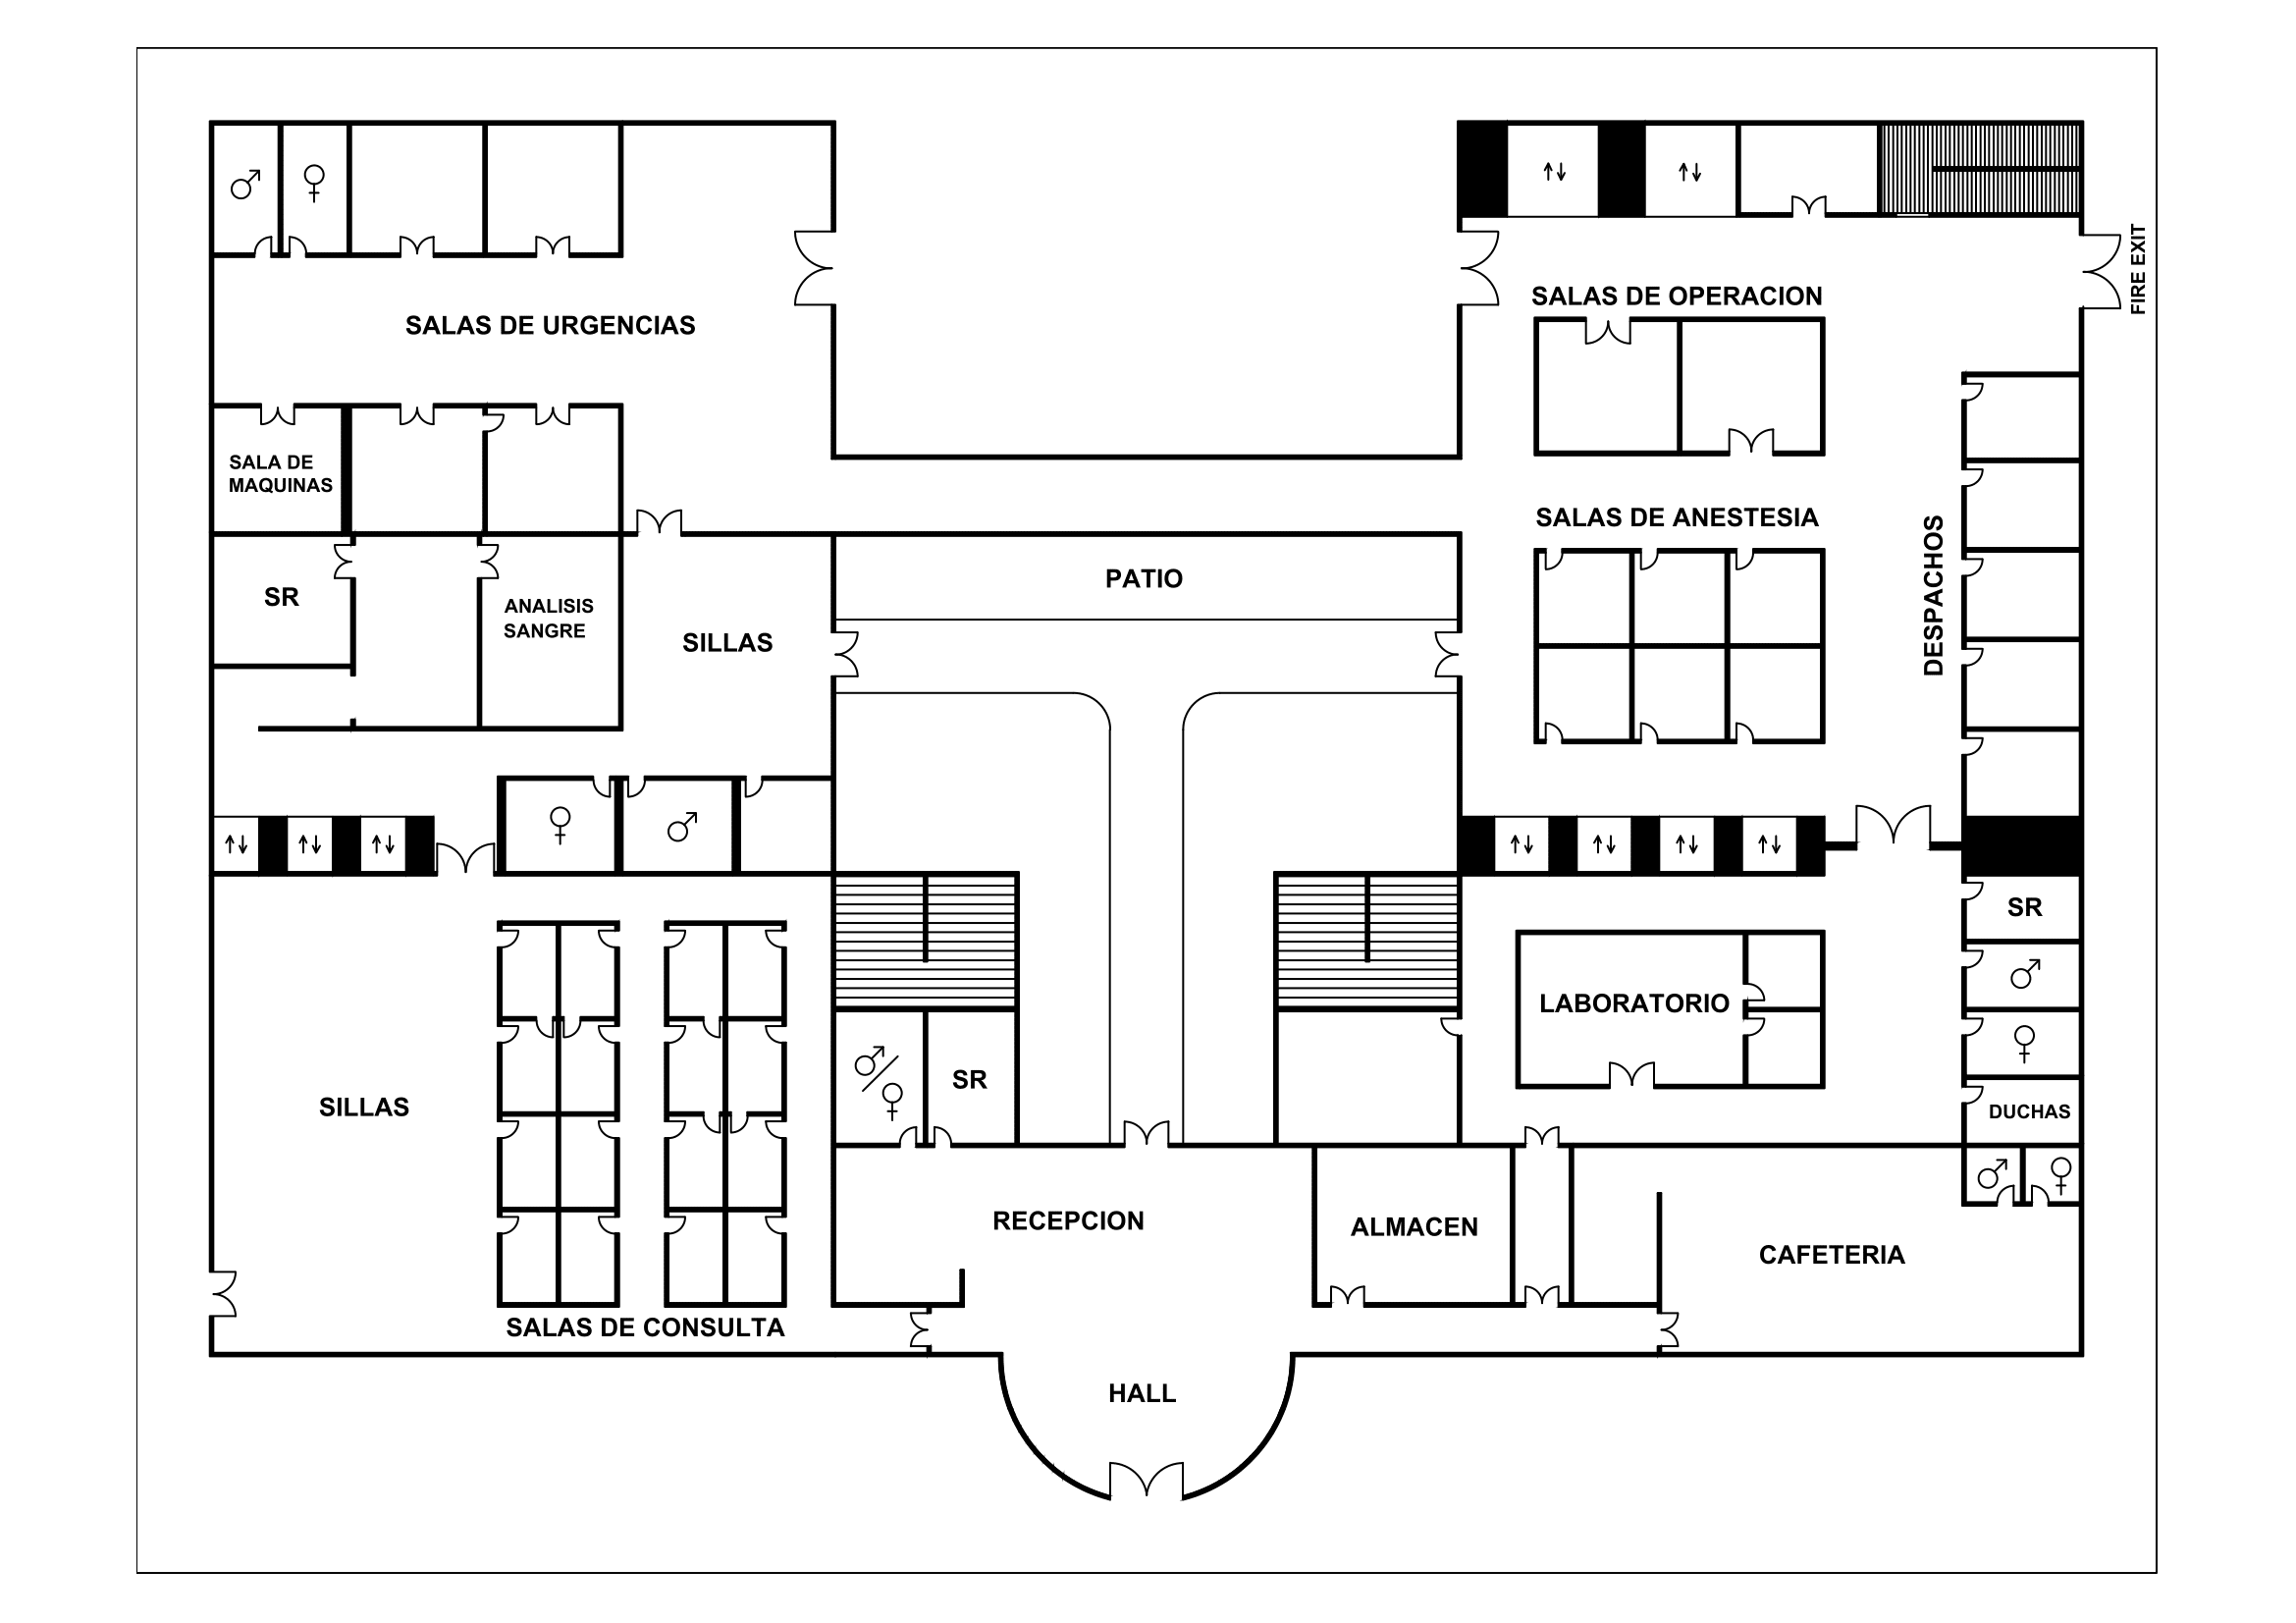 FIRE EXIT
SALAS DE OPERACION
SALAS DE URGENCIAS
SALA DE
MAQUINAS
SALAS DE ANESTESIA
DESPACHOS
PATIO
SR
ANALISIS
SANGRE
SILLAS
SR
LABORATORIO
SR
SILLAS
DUCHAS
RECEPCION
ALMACEN
CAFETERIA
SALAS DE CONSULTA
HALL